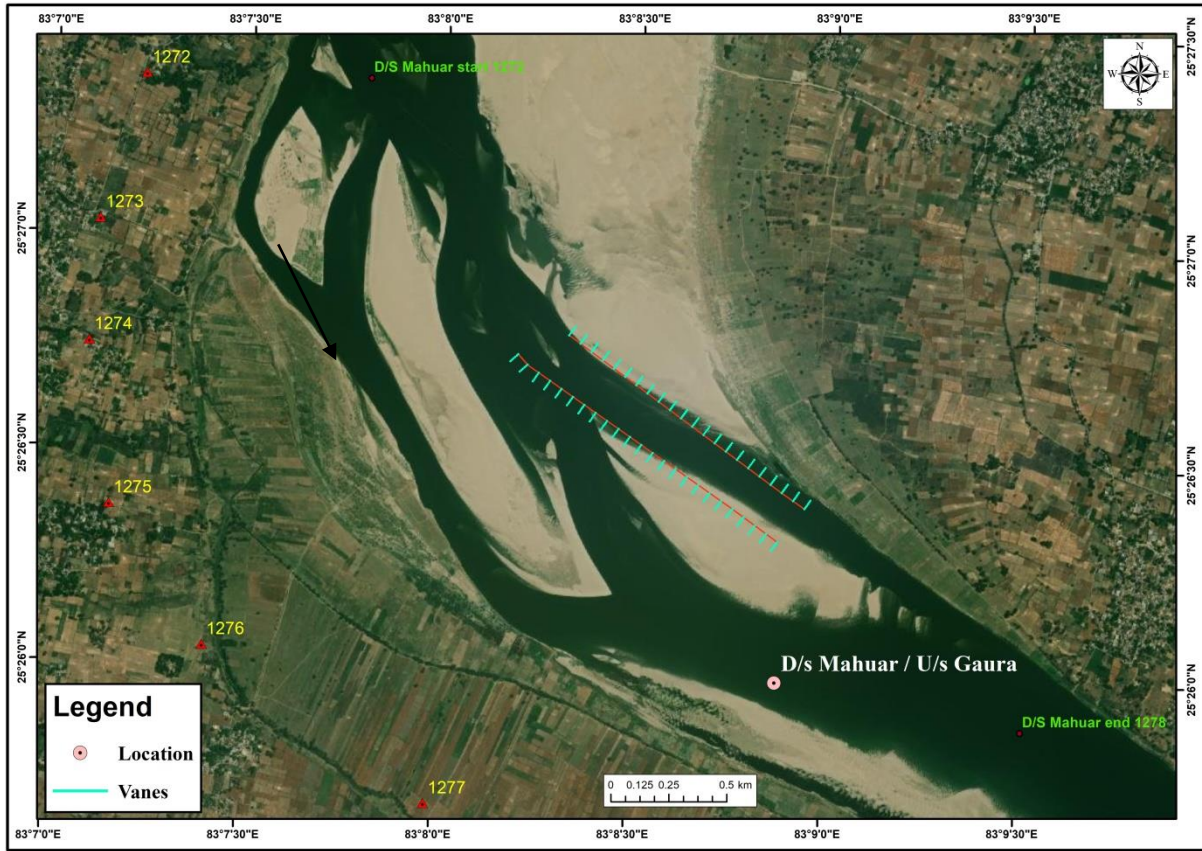 83°7'0"E 83°7'30"E 83°8'0"E 83°8'30"E 83°9'0"E 83°9'30"E
25°27'30"N
N
W E
S
1272
D/S Mahuar start
1273
25°27'0"N
25°27'0"N
1274
25°26'30"N
25°26'30"N
1275
1276
25°26'0"N
25°26'0"N
D/s Mahuar / U/s Gaura
D/S Mahuar end 1278
1277
Legend
Location
Vanes
0 0.125 0.25 0.5 km
83°7'0"E 83°7'30"E 83°8'0"E 83°8'30"E 83°9'0"E 83°9'30"E